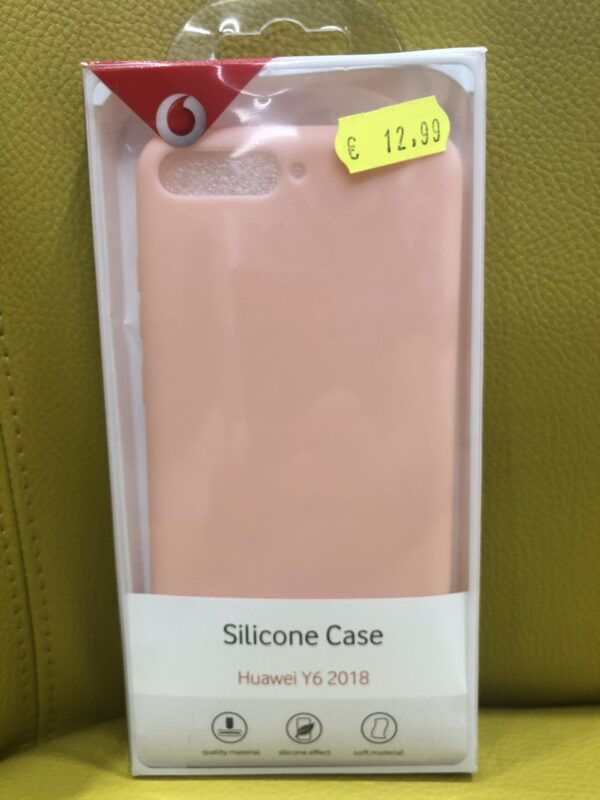 € 12.99
Silicone Case
Huawei Y6 2018
quality material
silicone effect
soft material